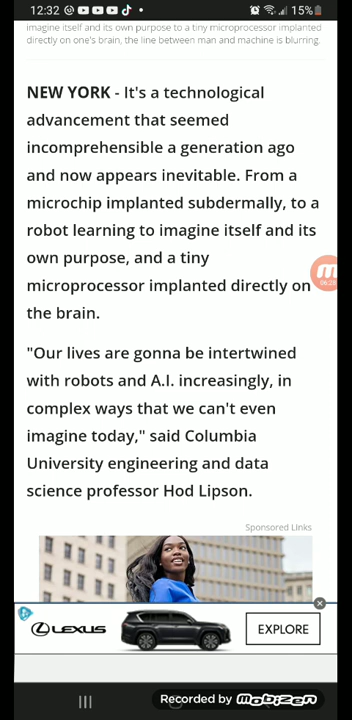 12:32
15%
imagine itself and its own purpose to a tiny microprocessor implanted
directly on one's brain, the line between man and machine is blurring.
NEW YORK - It's a technological
advancement that seemed
incomprehensible a generation ago
and now appears inevitable. From a
microchip implanted subdermally, to a
robot learning to imagine itself and its
own purpose, and a tiny
microprocessor implanted directly on
the brain.
06:28
"Our lives are gonna be intertwined
with robots and A.I. increasingly, in
complex ways that we can't even
imagine today," said Columbia
University engineering and data
science professor Hod Lipson.
Sponsored Links
LEXUS
EXPLORE
Recorded by mobizen